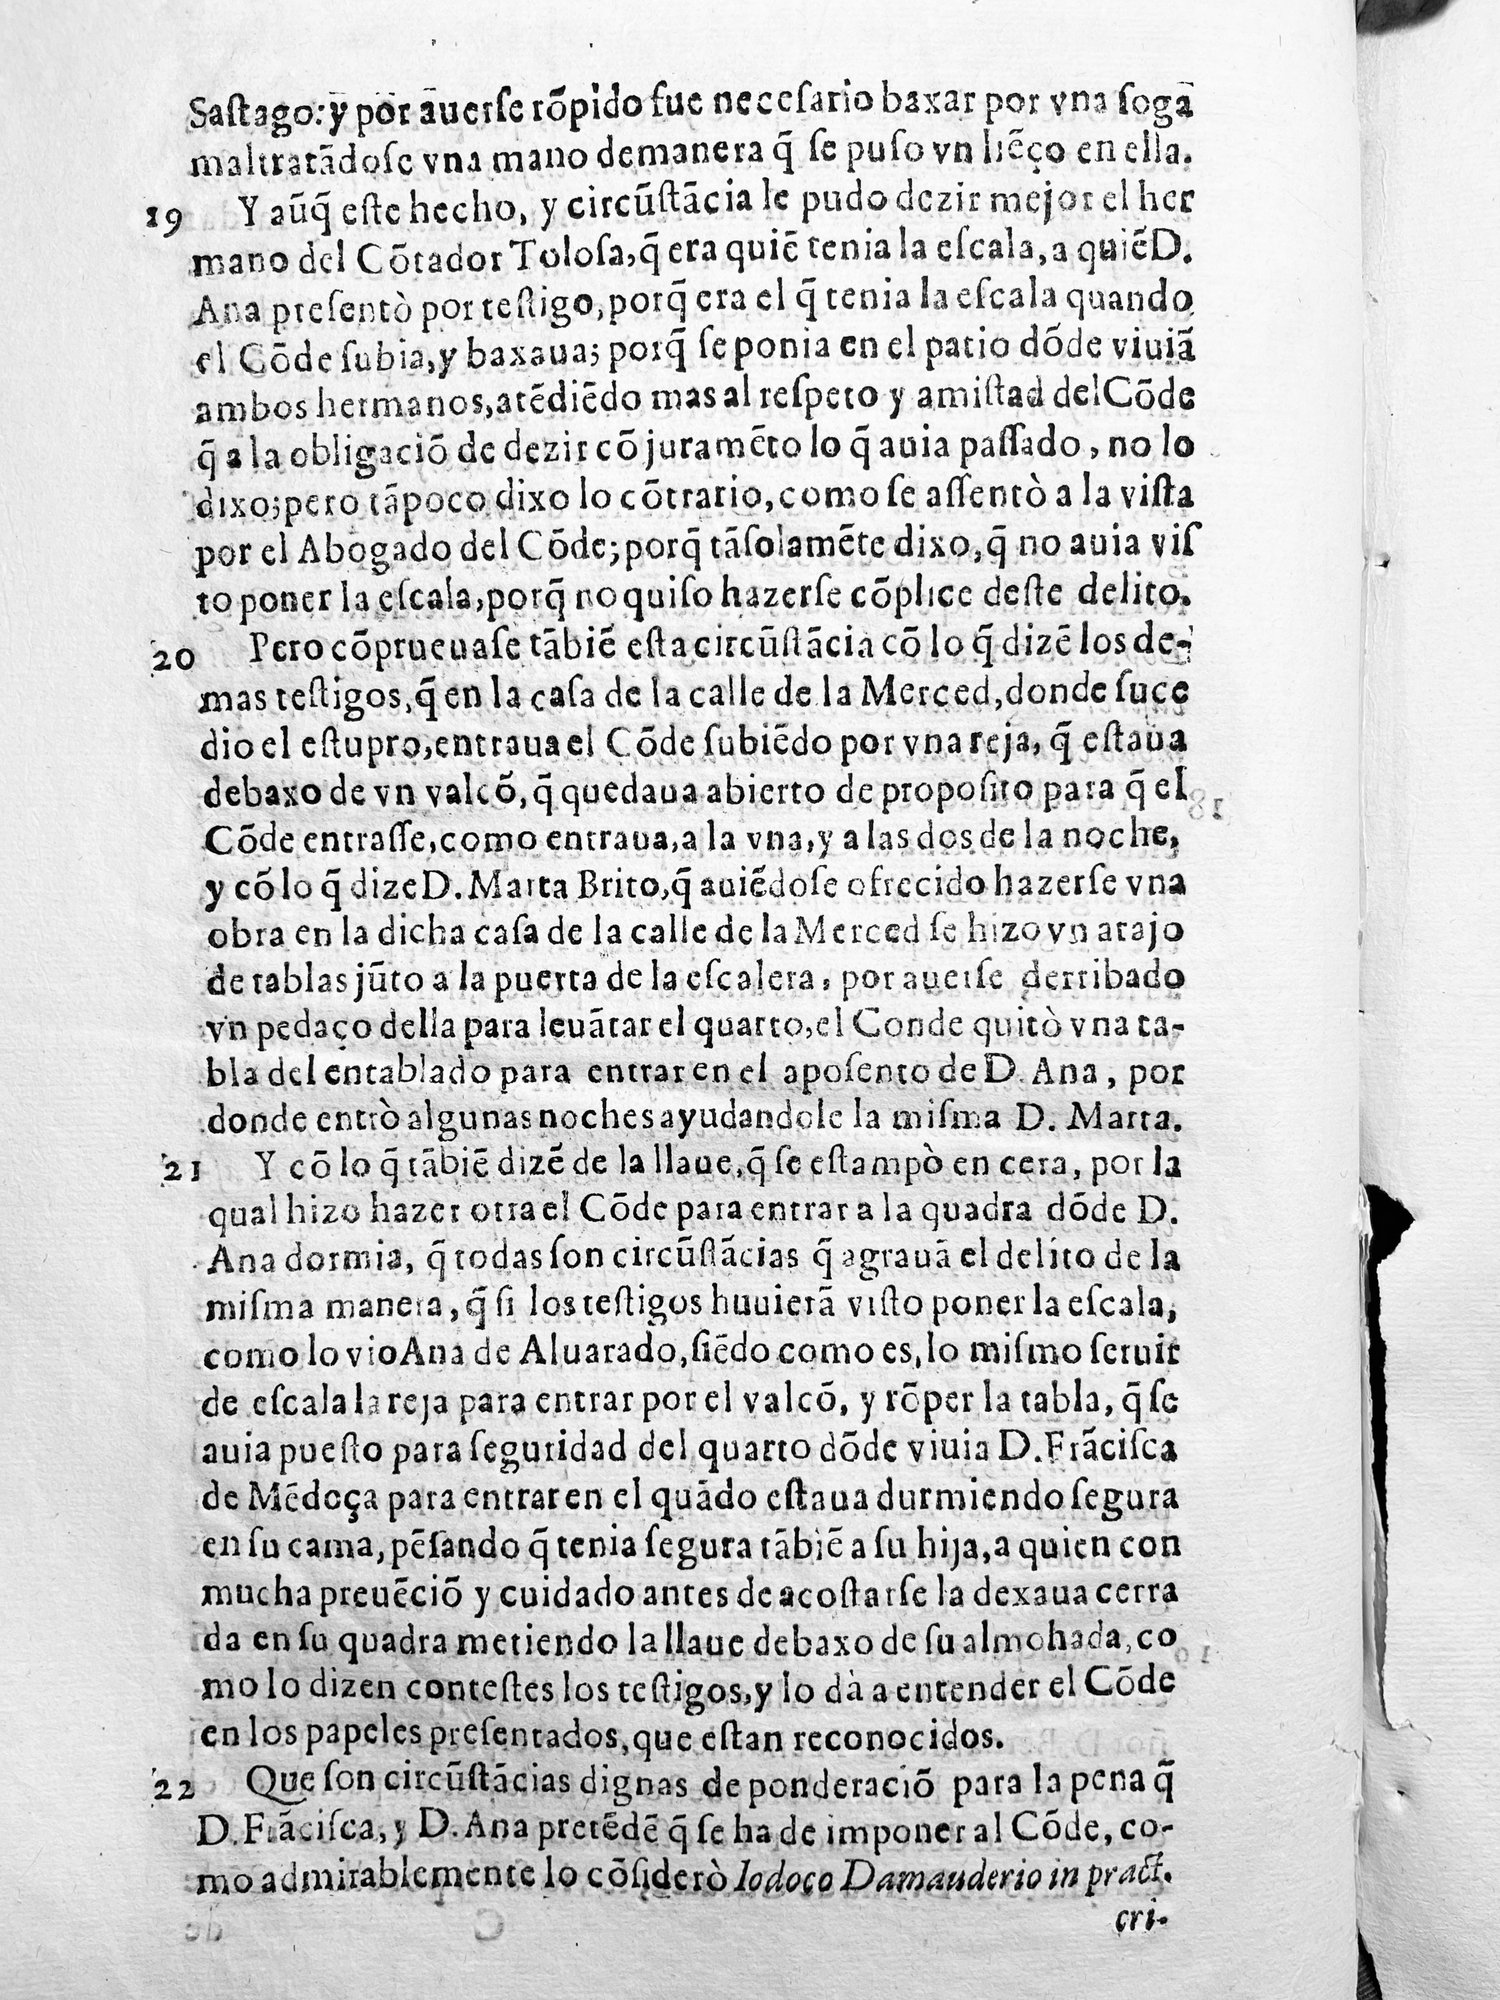 Sastago: y por auerse rõpido fue necesario baxar por vna soga
maltratãdose vna mano demanera q̃ se puso vn liẽço en ella.
19 Y aũq̃ este hecho, y circũstãcia le pudo dezir mejor el her
mano del Cõtador Tolosa, q̃ era quiẽ tenia la escala, a quiẽ D.
Ana presentò por testigo, porq̃ era el q̃ tenia la escala quando
el Cõde subia, y baxaua; porq̃ se ponia en el patio dõde viuiã
ambos hermanos, atẽdiẽdo mas al respeto y amistad del Cõde
q̃ a la obligaciõ de dezir cõ juramẽto lo q̃ auia passado, no lo
dixo; pero tãpoco dixo lo cõtrario, como se assentò a la vista
por el Abogado del Cõde; porq̃ tãsolamẽte dixo, q̃ no auia vis
to poner la escala, porq̃ no quiso hazerse cõplice deste delito.
20 Pero cõprueuase tãbiẽ esta circũstãcia cõ lo q̃ dizẽ los de-
mas testigos, q̃ en la casa de la calle de la Merced, donde suce
dio el estupro, entraua el Cõde subiẽdo por vna reja, q̃ estaua
debaxo de vn valcõ, q̃ quedaua abierto de proposito para q̃ el
Cõde entrasse, como entraua, a la vna, y a las dos de la noche,
y cõ lo q̃ dize D. Marta Brito, q̃ auiẽdose ofrecido hazerse vna
obra en la dicha casa de la calle de la Merced se hizo vn atajo
de tablas jũto a la puerta de la escalera, por auerse derribado
vn pedaço della para leuãtar el quarto, el Conde quitò vna ta-
bla del entablado para entrar en el aposento de D. Ana, por
donde entrò algunas noches ayudandole la misma D. Marta.
21 Y cõ lo q̃ tãbiẽ dizẽ de la llaue, q̃ se estampò en cera, por la
qual hizo hazer otra el Cõde para entrar a la quadra dõde D.
Ana dormia, q̃ todas son circũstãcias q̃ agrauã el delito de la
misma manera, q̃ si los testigos huuierã visto poner la escala,
como lo vio Ana de Aluarado, siẽdo como es, lo mismo seruir
de escala la reja para entrar por el valcõ, y rõper la tabla, q̃ se
auia puesto para seguridad del quarto dõde viuia D. Frãcisca
de Mẽdoça para entrar en el quãdo estaua durmiendo segura
en su cama, pẽsando q̃ tenia segura tãbiẽ a su hija, a quien con
mucha preuẽciõ y cuidado antes de acostarse la dexaua cerra
da en su quadra metiendo la llaue debaxo de su almohada, co
mo lo dizen contestes los testigos, y lo dà a entender el Cõde
en los papeles presentados, que estan reconocidos.
22 Que son circũstãcias dignas de ponderaciõ para la pena q̃
D. Frãcisca, y D. Ana pretẽdẽ q̃ se ha de imponer al Cõde, co-
mo admirablemente lo cõsiderò Iodoco Damauderio in pract.
cri-